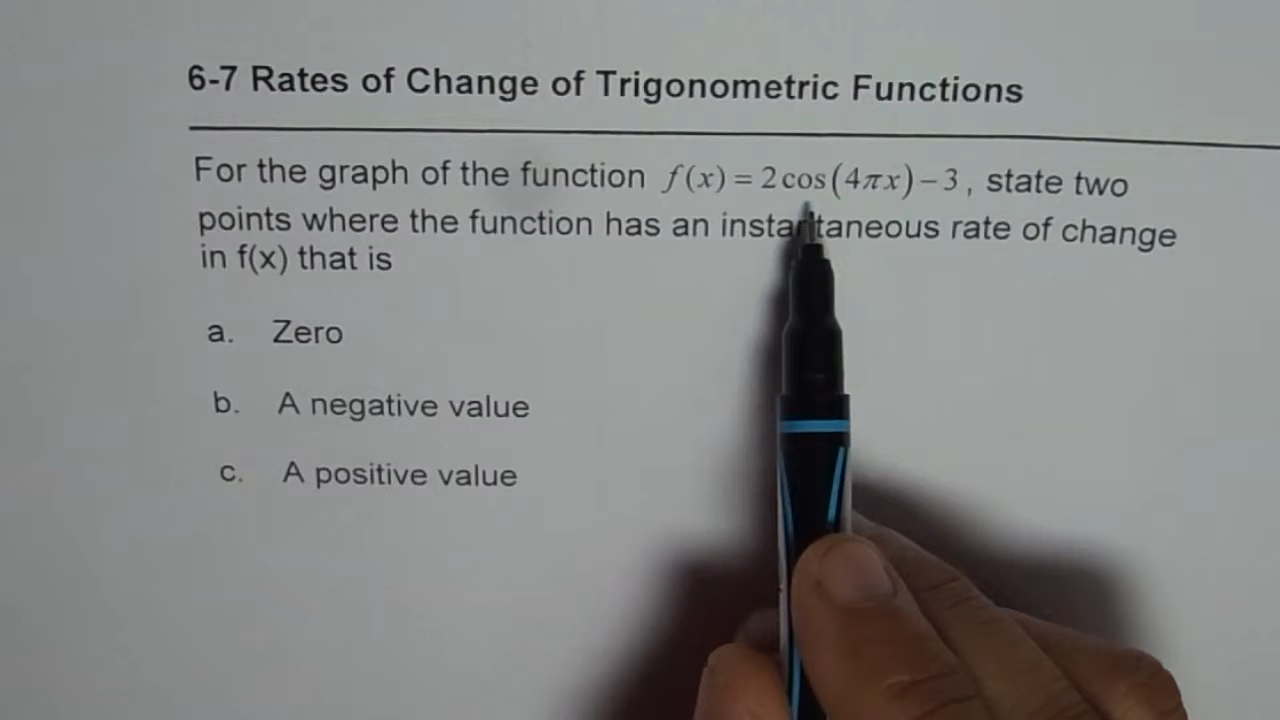 6-7 Rates of Change of Trigonometric Functions
For the graph of the function f(x) = 2cos(4πx) – 3, state two
points where the function has an instantaneous rate of change
in f(x) that is
a. Zero
b. A negative value
c. A positive value